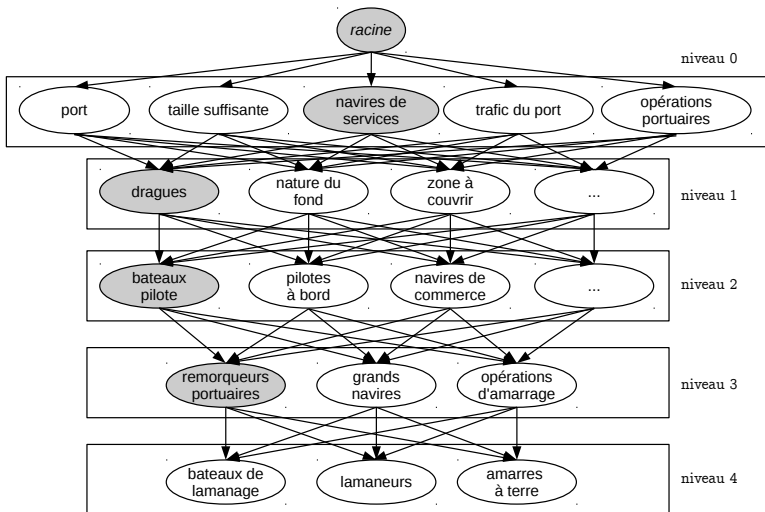 racine
niveau 0
port
taille suffisante
navires de
services
trafic du port
opérations
portuaires
dragues
nature du
fond
zone à
couvrir
...
niveau 1
bateaux
pilote
pilotes
à bord
navires de
commerce
...
niveau 2
remorqueurs
portuaires
grands
navires
opérations
d'amarrage
niveau 3
bateaux de
lamanage
lamaneurs
amarres
à terre
niveau 4